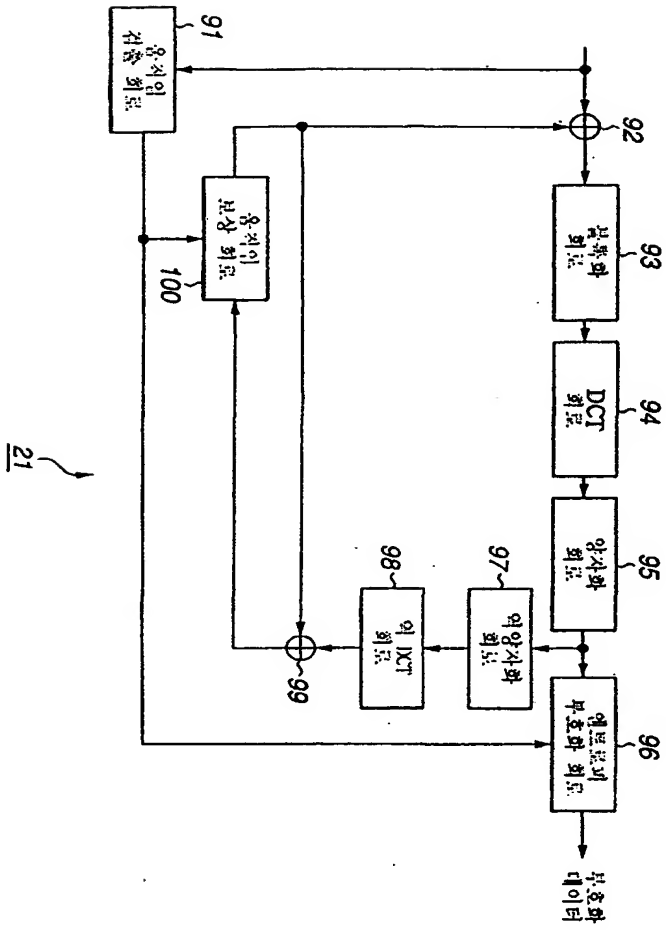 91
움직임
검출 회로
92
93
블록화
회로
94
DCT
회로
95
양자화
회로
96
엔트로피
부호화 회로
부호화
데이터
97
역양자화
회로
98
역 DCT
회로
99
움직임
보상 회로
100
21